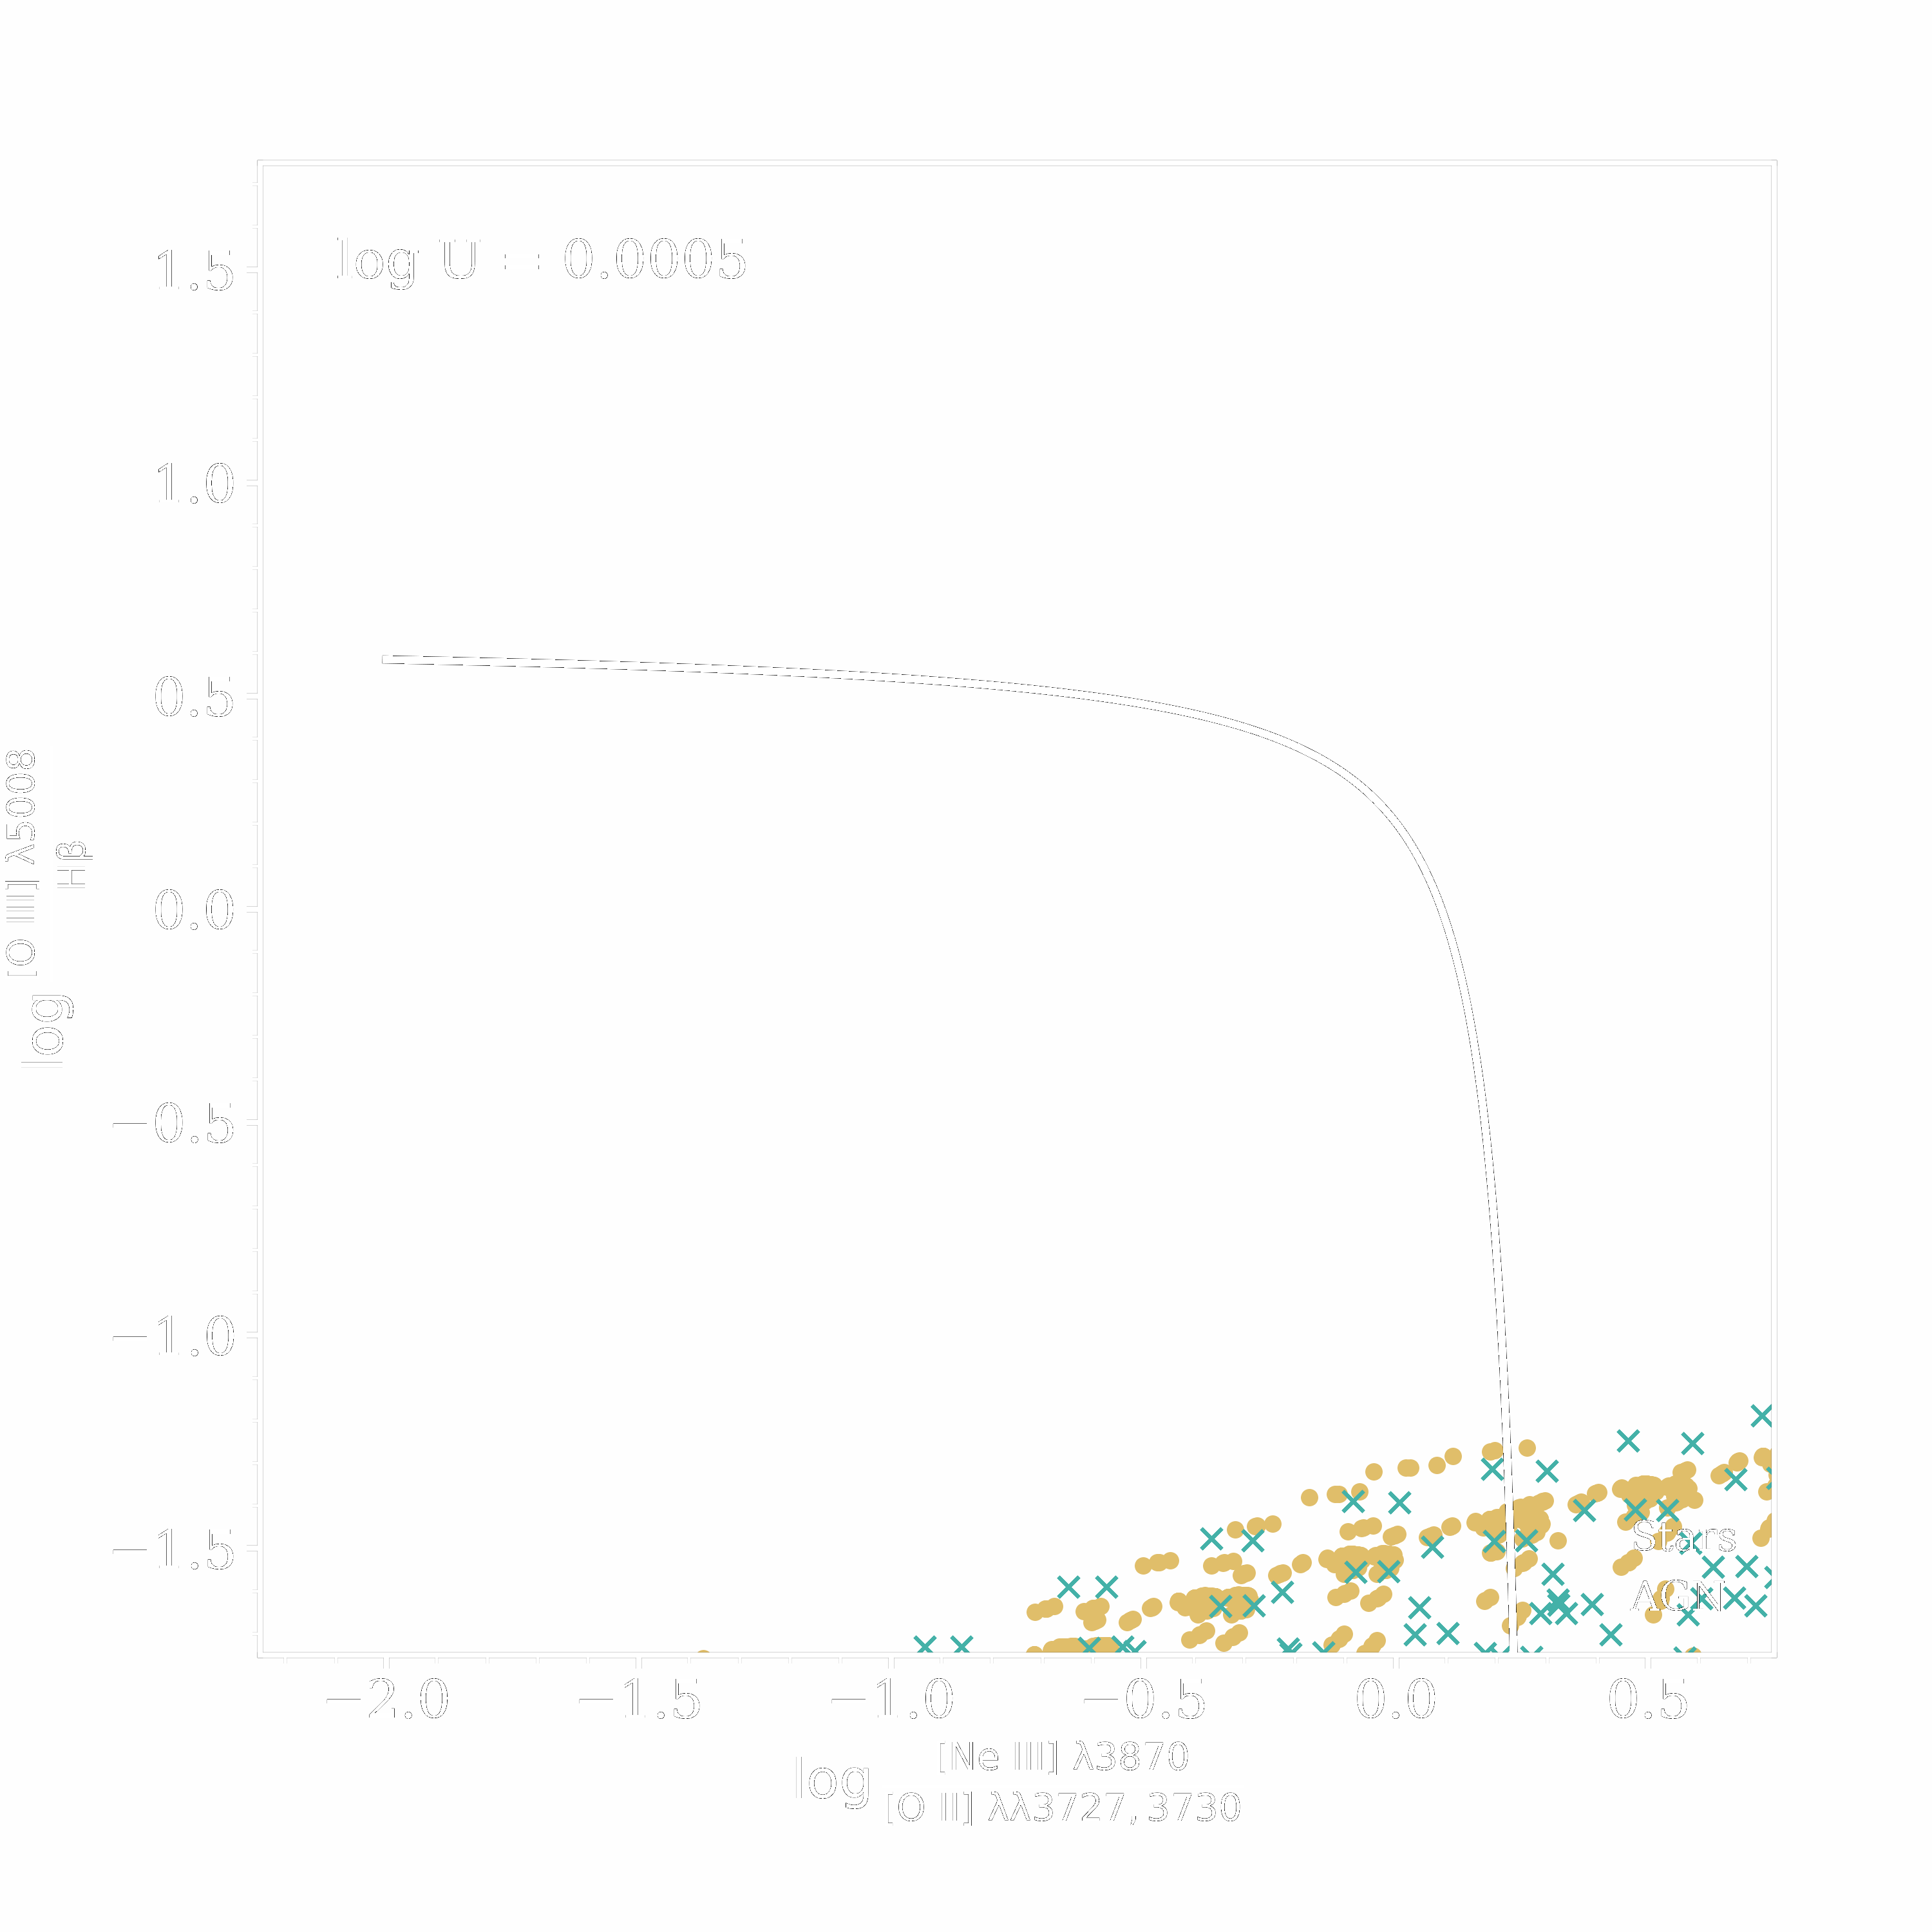 log U = 0.0005
1.5
1.0
0.5
0.0
−0.5
−1.0
−1.5
log [O III] λ5008
Hβ
Stars
AGN
−2.0 −1.5 −1.0 −0.5 0.0 0.5
log [Ne III] λ3870
[O II] λλ3727, 3730